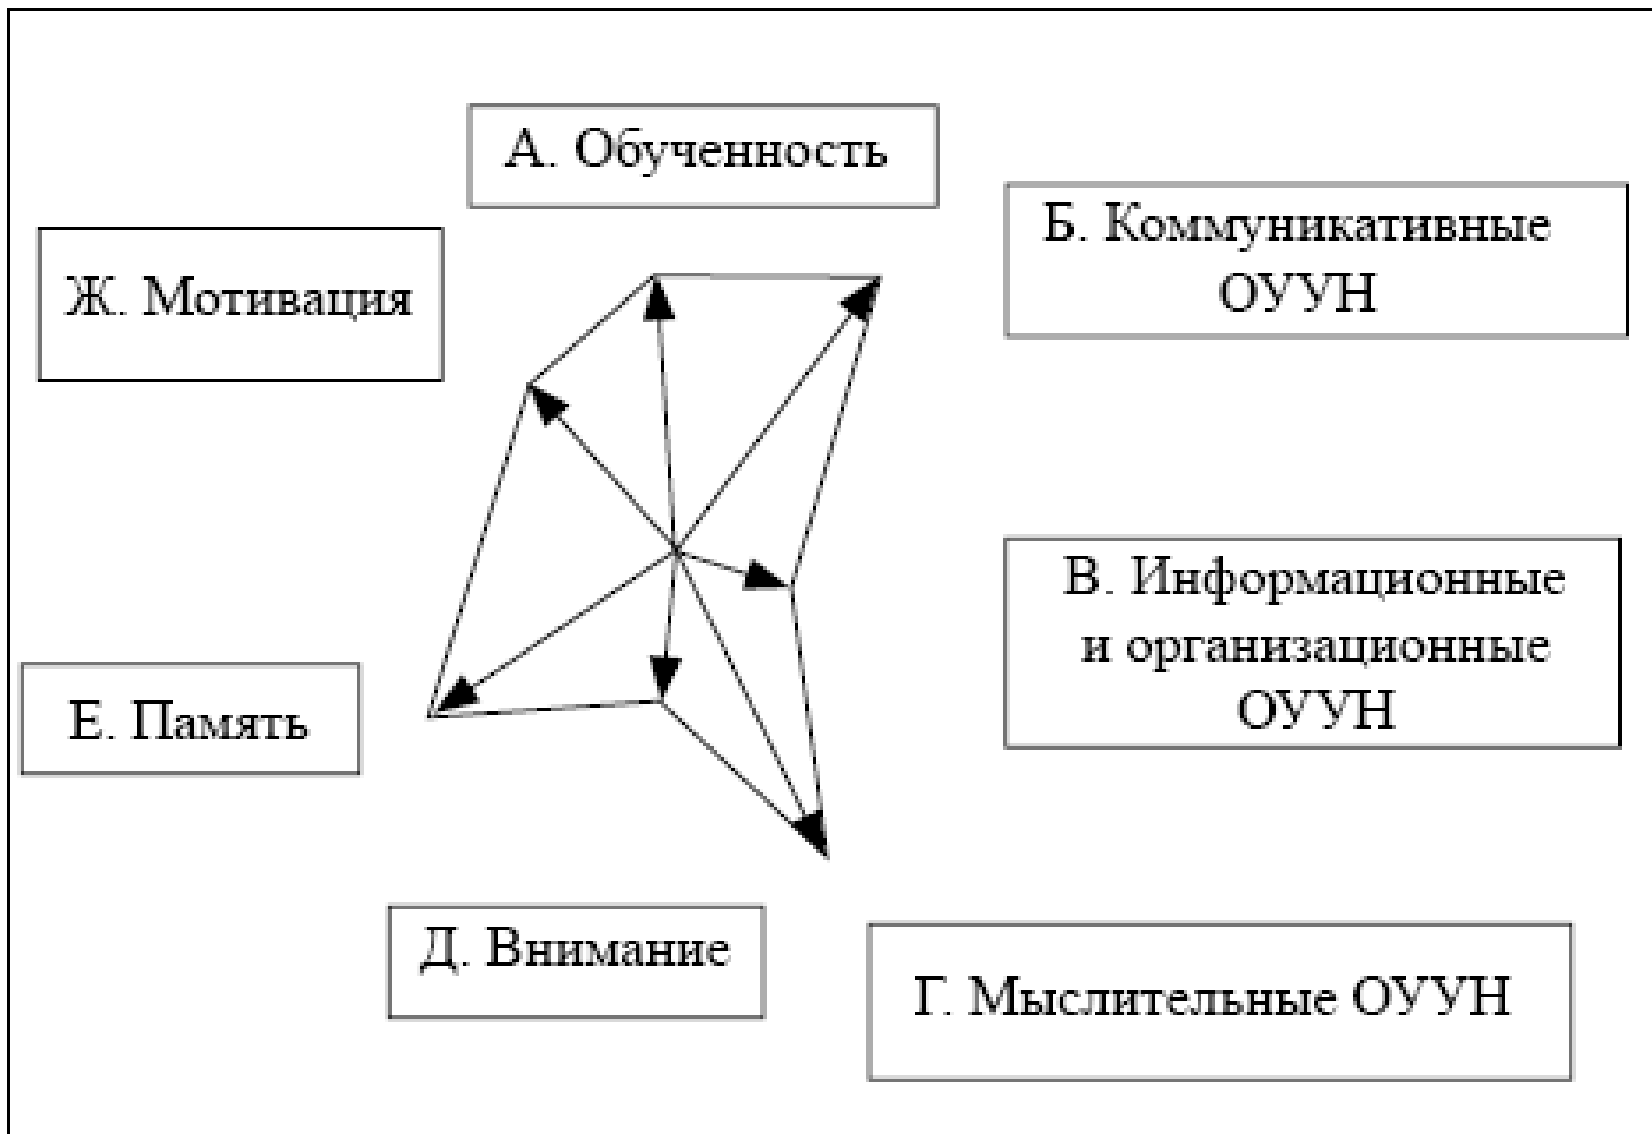 А. Обученность
Б. Коммуникативные
ОУУН
Ж. Мотивация
В. Информационные
и организационные
ОУУН
Е. Память
Д. Внимание
Г. Мыслительные ОУУН